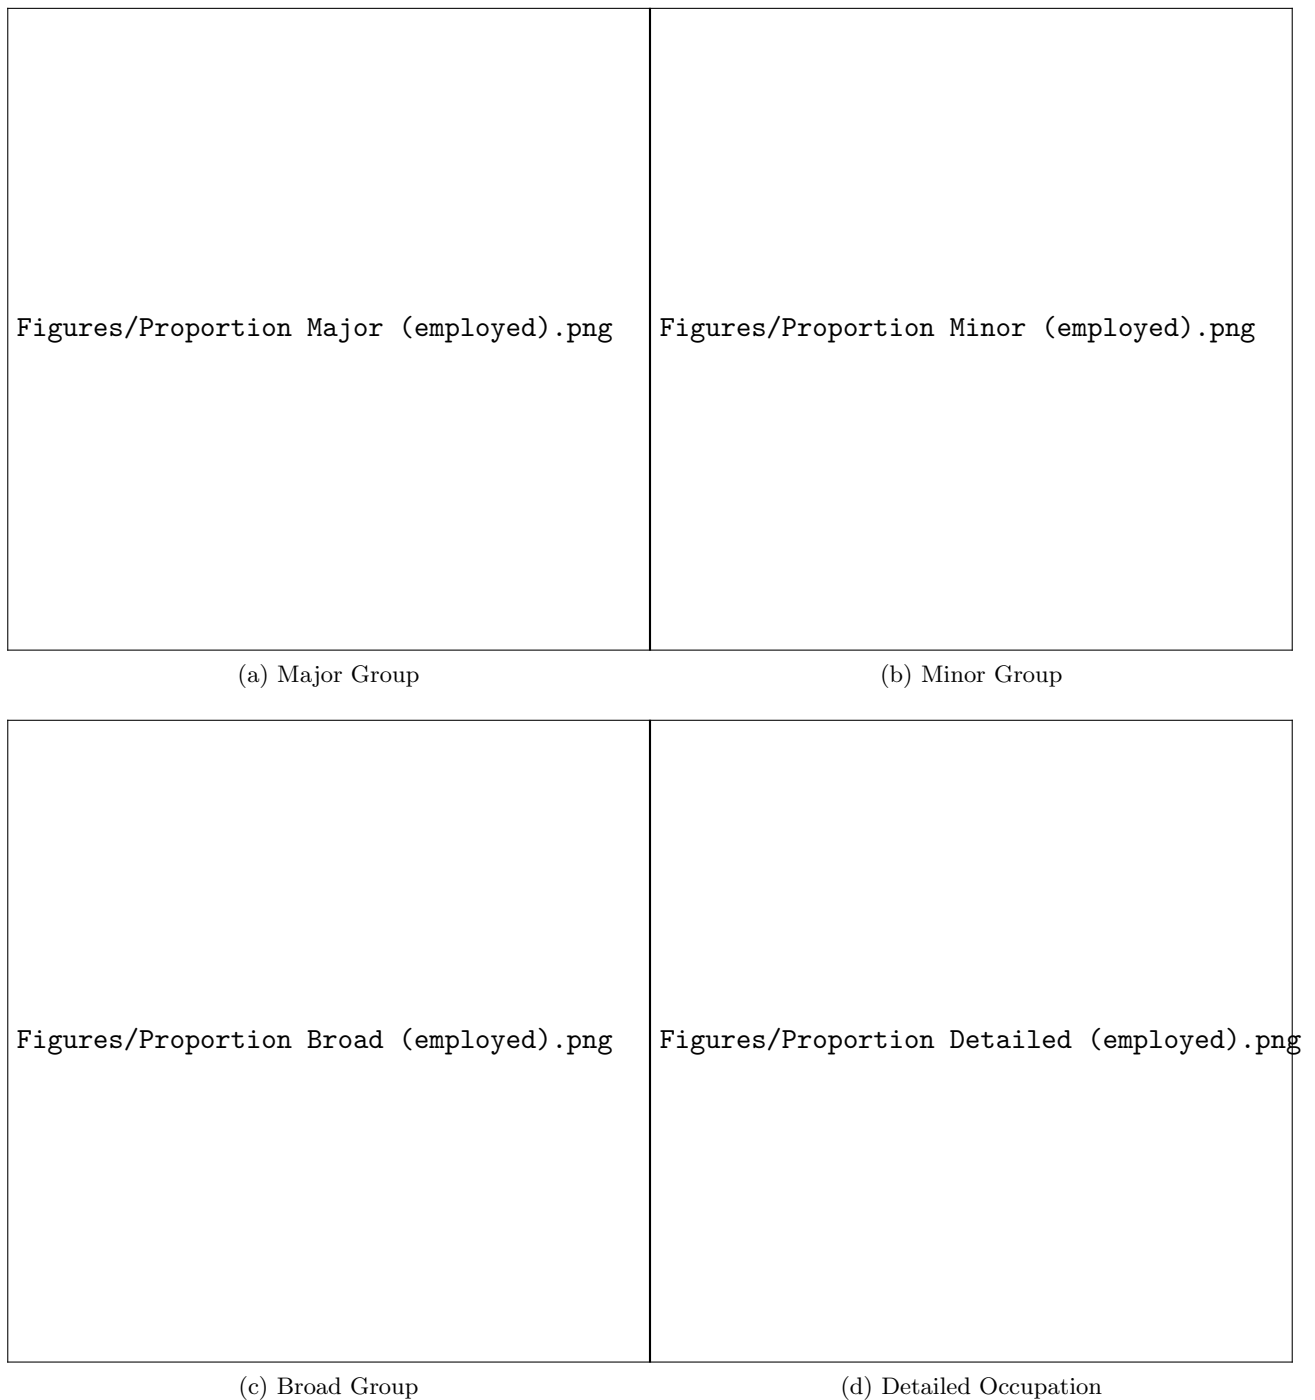 Figures/Proportion Major (employed).png
Figures/Proportion Minor (employed).png
(a) Major Group
(b) Minor Group
Figures/Proportion Broad (employed).png
Figures/Proportion Detailed (employed).png
(c) Broad Group
(d) Detailed Occupation